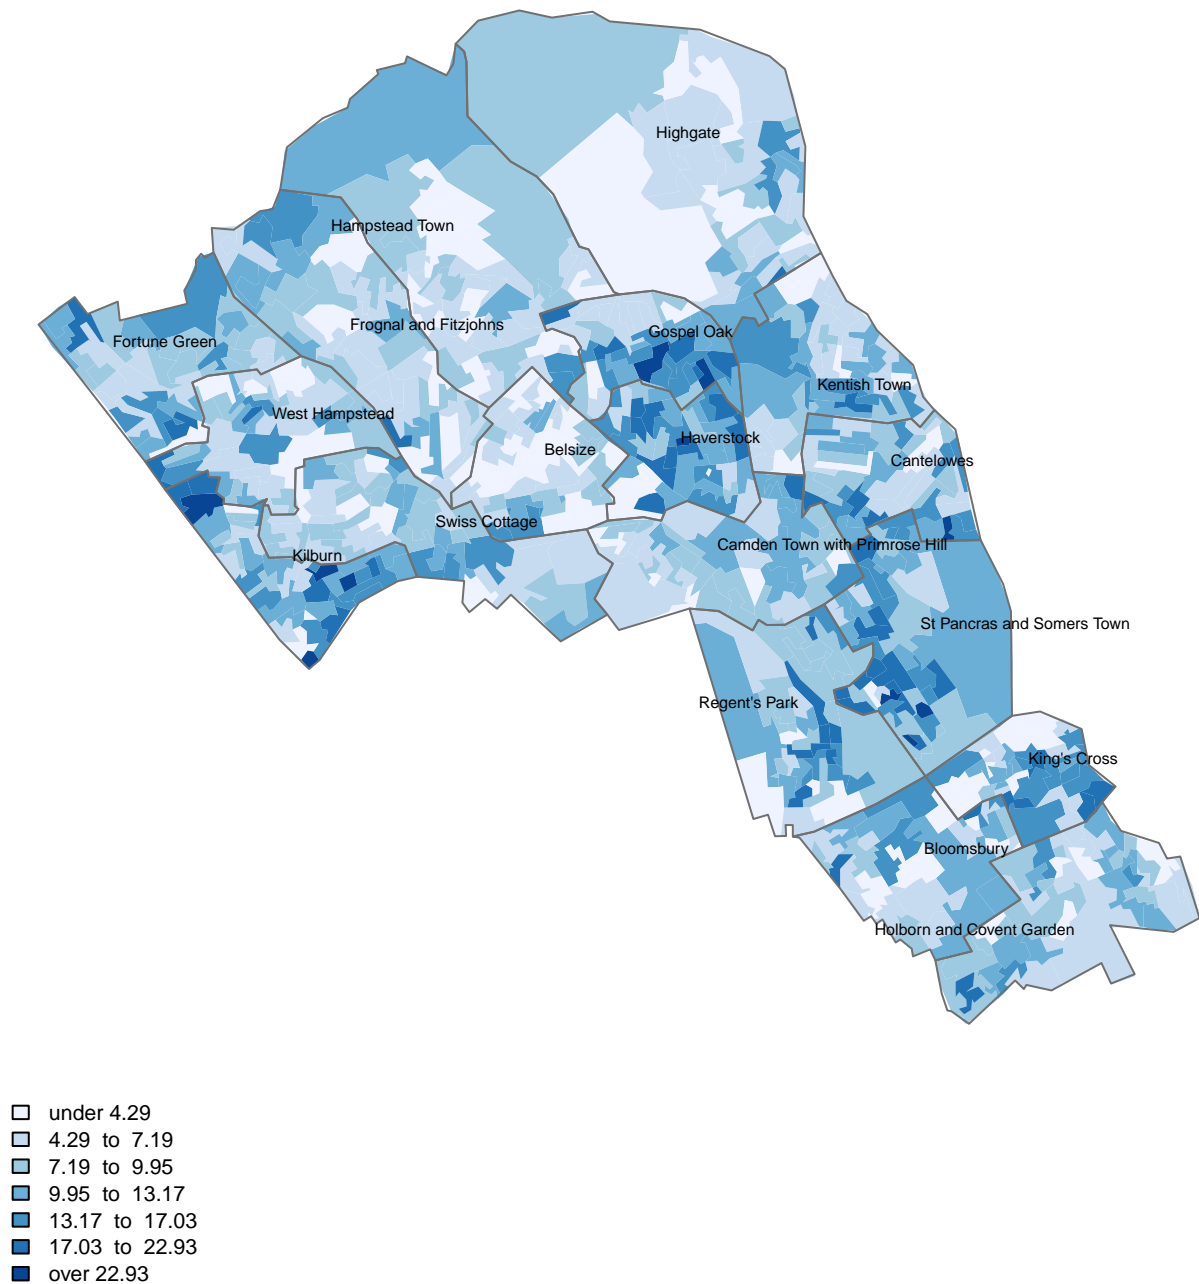 Highgate
Hampstead Town
Frognal and Fitzjohns
Gospel Oak
Fortune Green
Kentish Town
West Hampstead
Haverstock
Belsize
Cantelowes
Swiss Cottage
Camden Town with Primrose Hill
Kilburn
St Pancras and Somers Town
Regent's Park
King's Cross
Bloomsbury
Holborn and Covent Garden
under 4.29
4.29 to 7.19
7.19 to 9.95
9.95 to 13.17
13.17 to 17.03
17.03 to 22.93
over 22.93